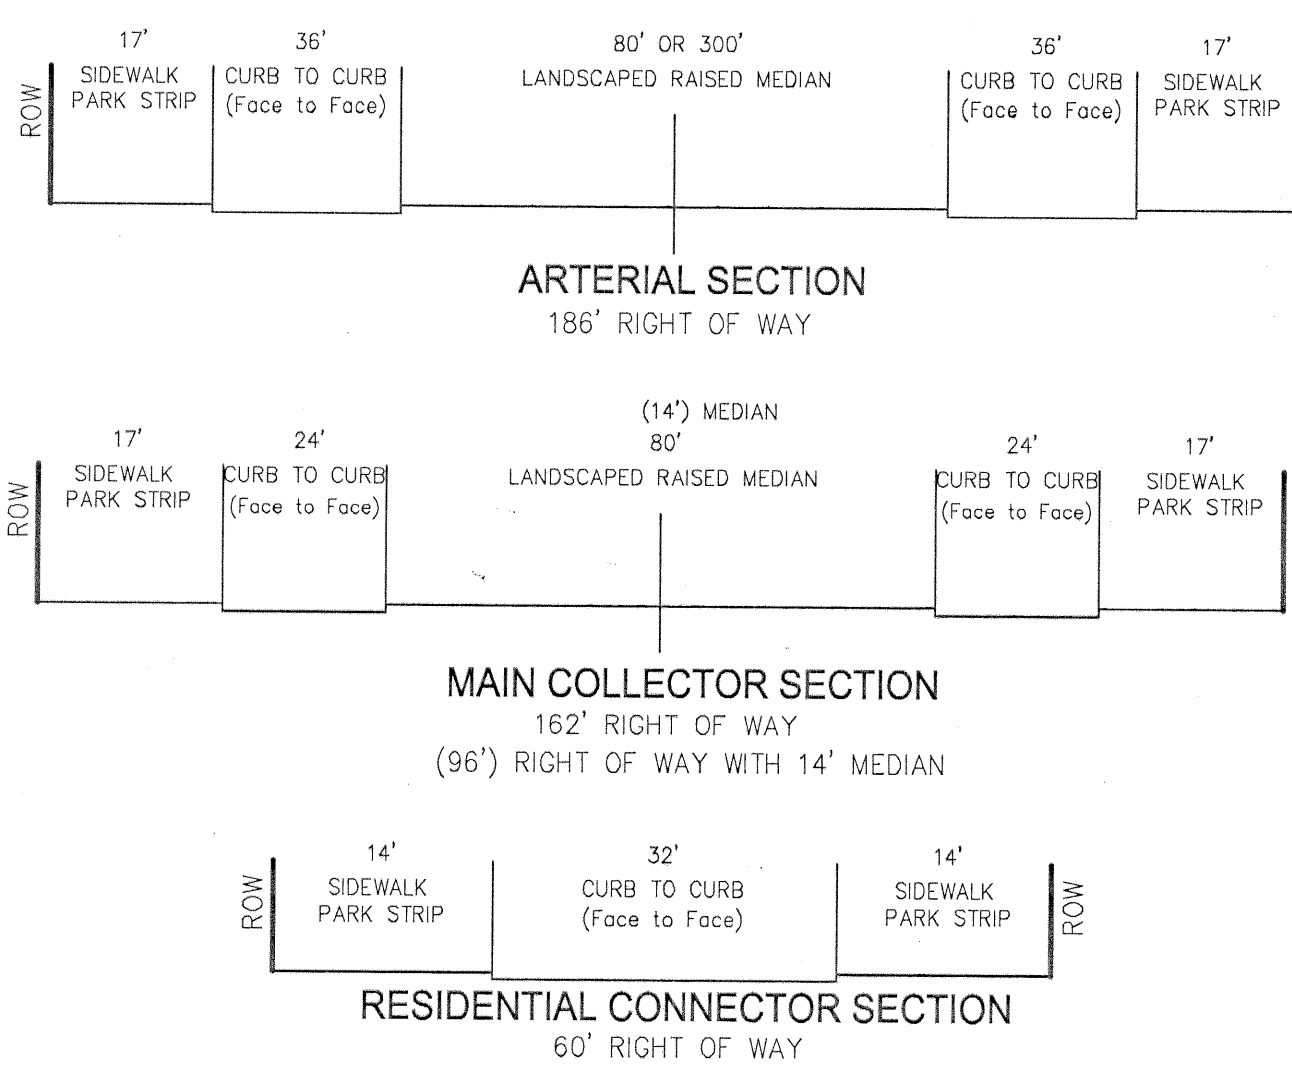 17'
SIDEWALK
PARK STRIP
36'
CURB TO CURB
(Face to Face)
80' OR 300'
LANDSCAPED RAISED MEDIAN
36'
CURB TO CURB
(Face to Face)
17'
SIDEWALK
PARK STRIP
ROW
ARTERIAL SECTION
186' RIGHT OF WAY
17'
SIDEWALK
PARK STRIP
24'
CURB TO CURB
(Face to Face)
(14') MEDIAN
80'
LANDSCAPED RAISED MEDIAN
24'
CURB TO CURB
(Face to Face)
17'
SIDEWALK
PARK STRIP
ROW
MAIN COLLECTOR SECTION
162' RIGHT OF WAY
(96') RIGHT OF WAY WITH 14' MEDIAN
ROW
14'
SIDEWALK
PARK STRIP
32'
CURB TO CURB
(Face to Face)
14'
SIDEWALK
PARK STRIP
ROW
RESIDENTIAL CONNECTOR SECTION
60' RIGHT OF WAY